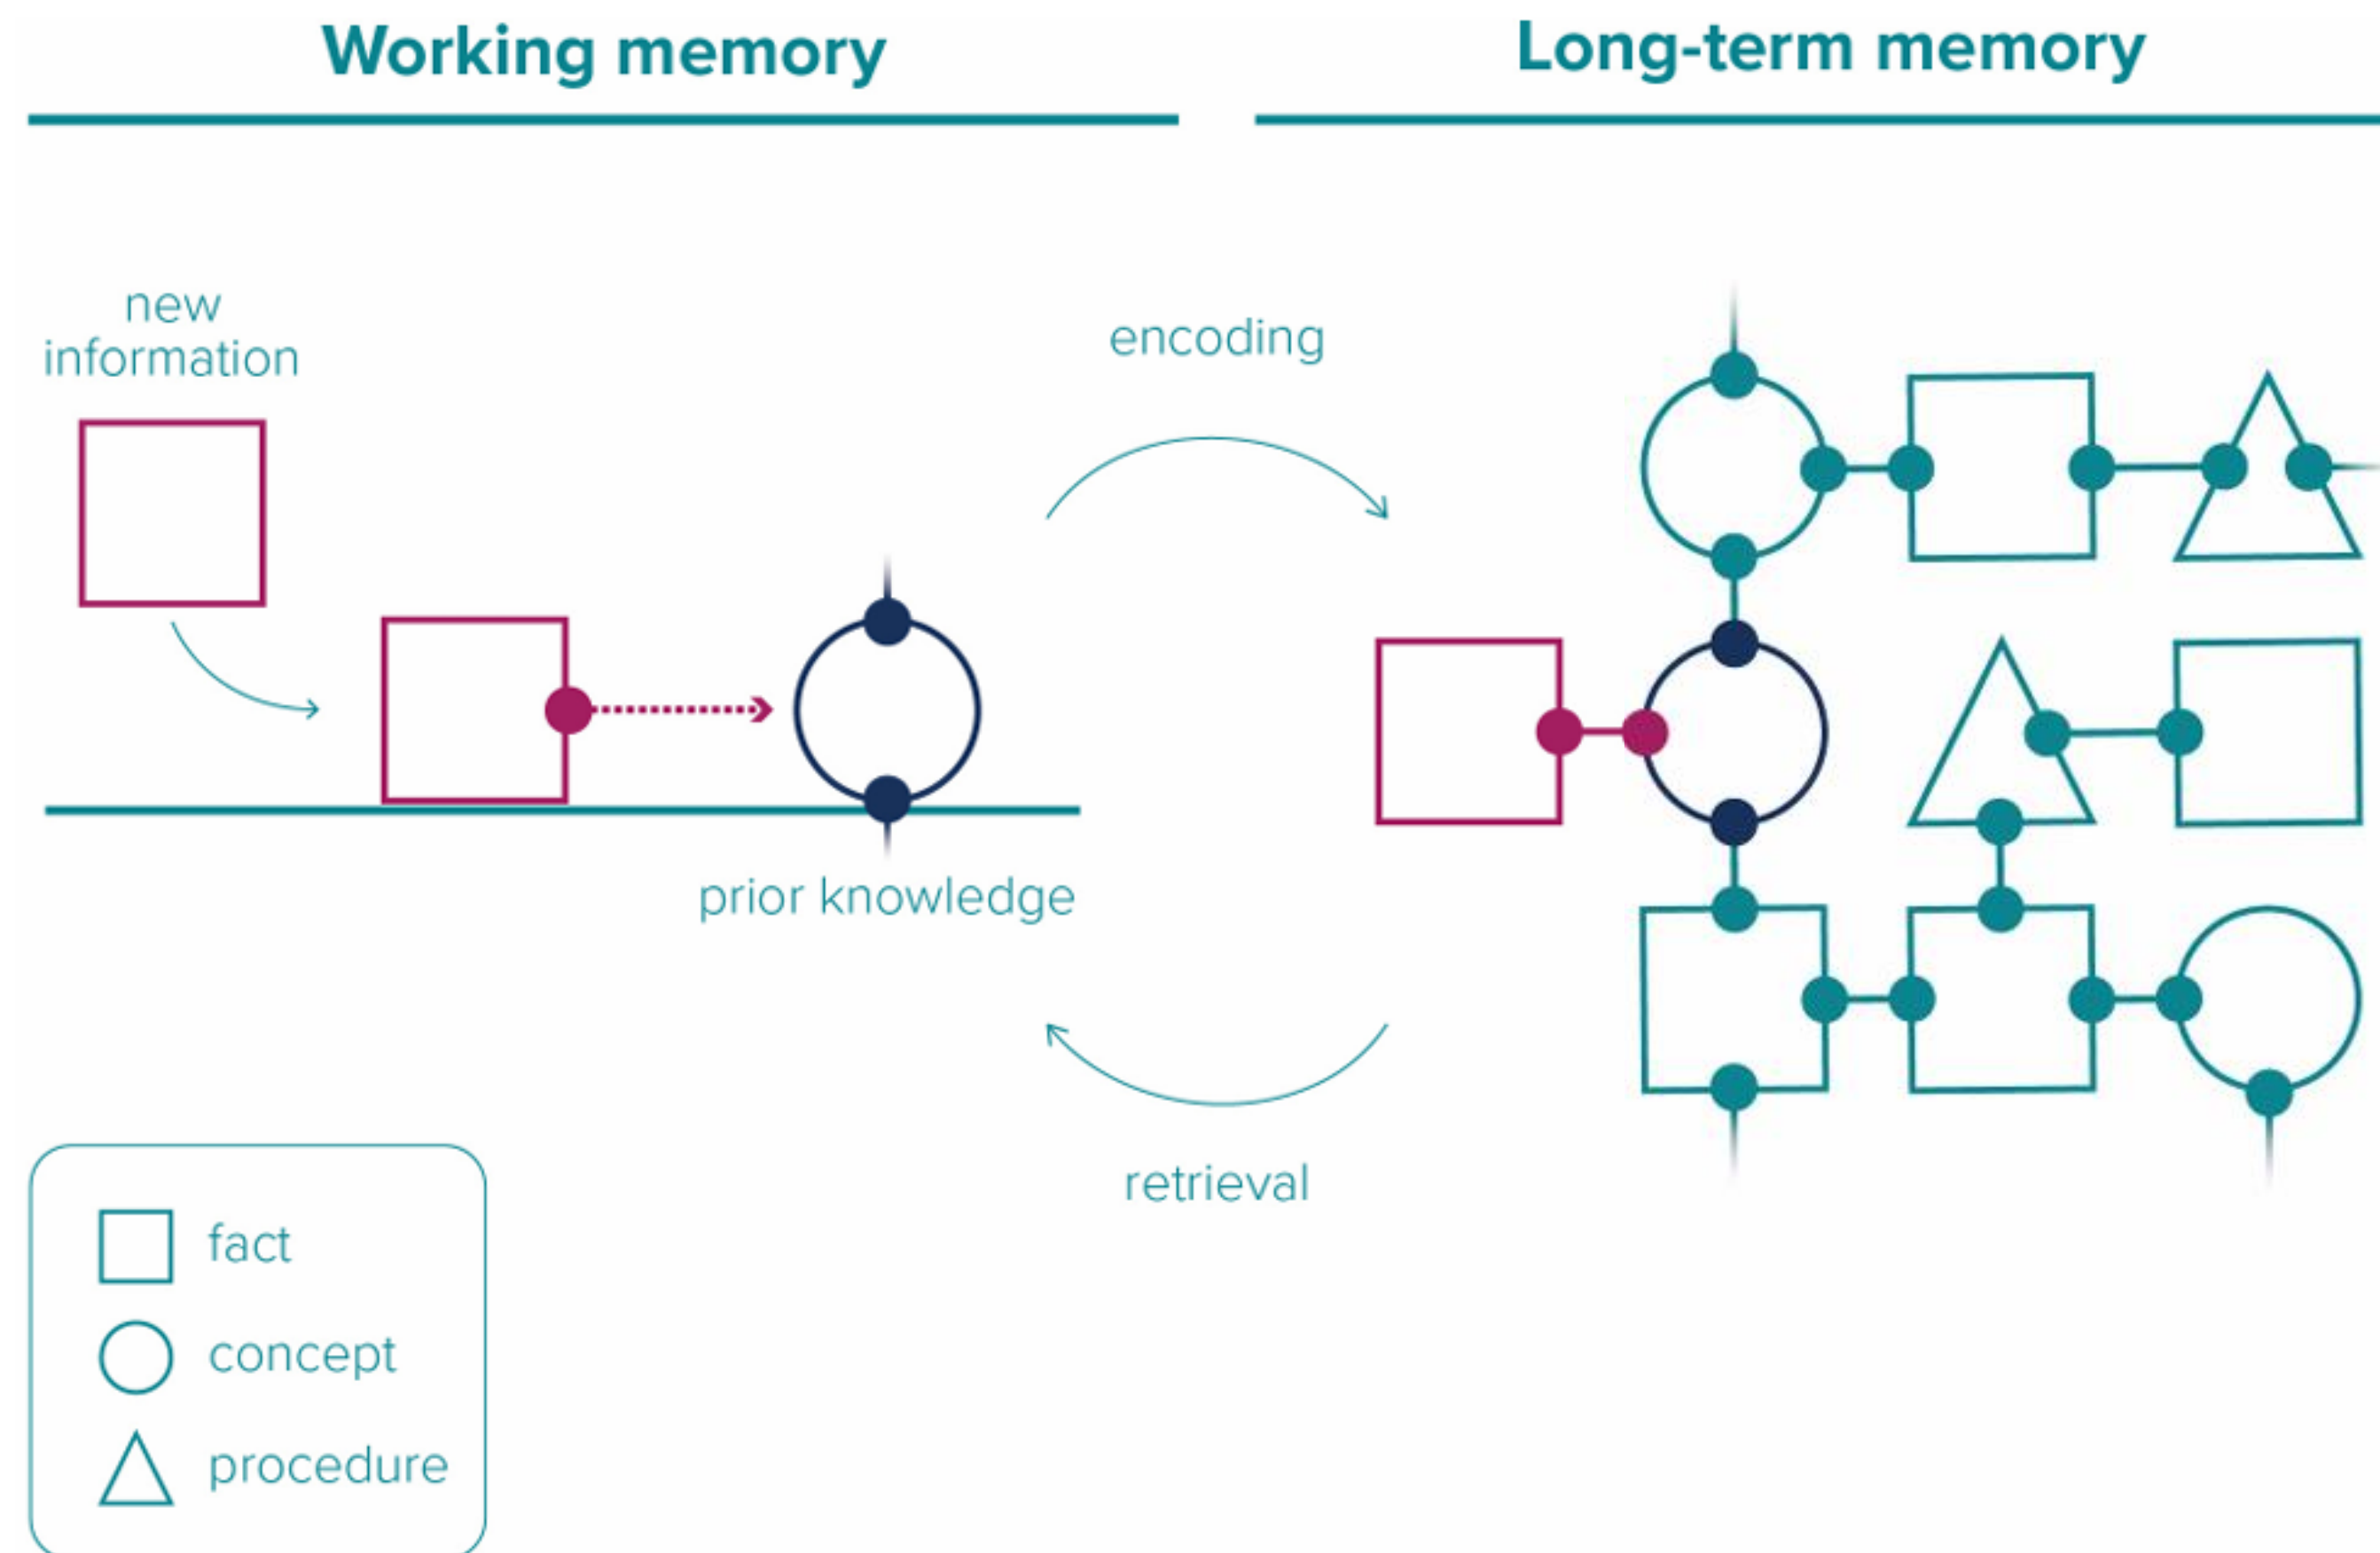 Working memory
Long-term memory
new
information
encoding
prior knowledge
retrieval
fact
concept
procedure